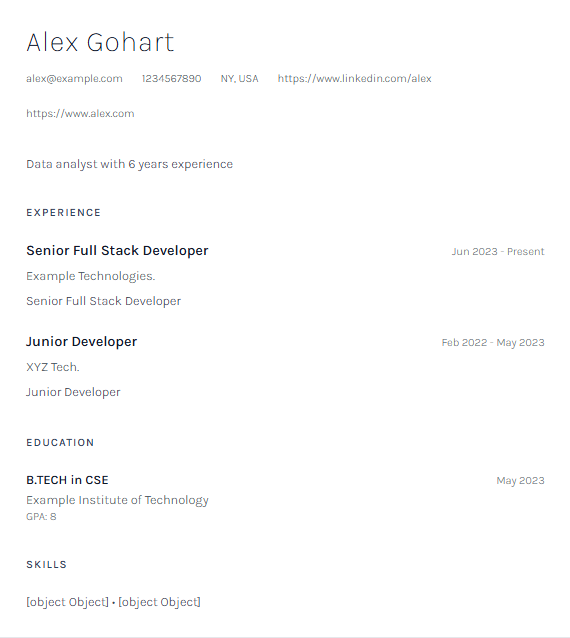 Alex Gohart
alex@example.com 1234567890 NY, USA https://www.linkedin.com/alex
https://www.alex.com
Data analyst with 6 years experience
EXPERIENCE
Senior Full Stack Developer Jun 2023 - Present
Example Technologies.
Senior Full Stack Developer
Junior Developer Feb 2022 - May 2023
XYZ Tech.
Junior Developer
EDUCATION
B.TECH in CSE May 2023
Example Institute of Technology
GPA: 8
SKILLS
[object Object] • [object Object]